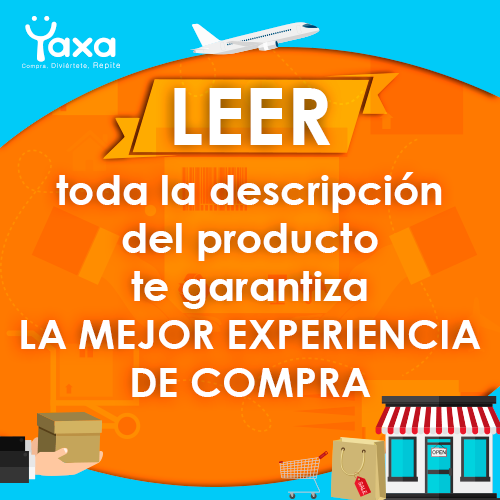 Yaxa
Compra, Diviértete, Repite
LEER
toda la descripción
del producto
te garantiza
LA MEJOR EXPERIENCIA
DE COMPRA
OPEN